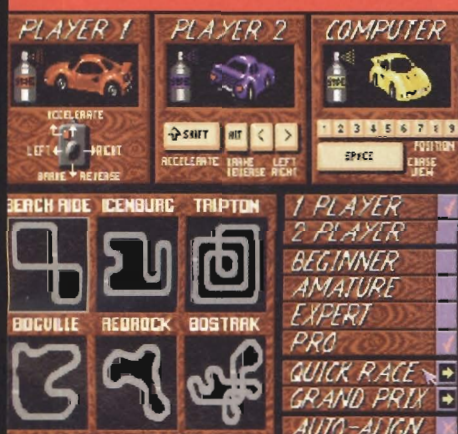 PLAYER 1
PLAYER 2
COMPUTER
ACCELERATE
LEFT
RIGHT
BRAKE
REVERSE
SHIFT
ALT
<
>
ACCELERATE
BRAKE
REVERSE
LEFT
RIGHT
1 2 3 4 5 6 7 8 9
POSITION
SPACE
CHASE
VIEW
BEACH RIDE
ICENBURG
TRIPTON
BOGVILLE
REDROCK
BOSTRAK
1 PLAYER
2 PLAYER
BEGINNER
AMATURE
EXPERT
PRO
QUICK RACE
GRAND PRIX
AUTO-ALIGN